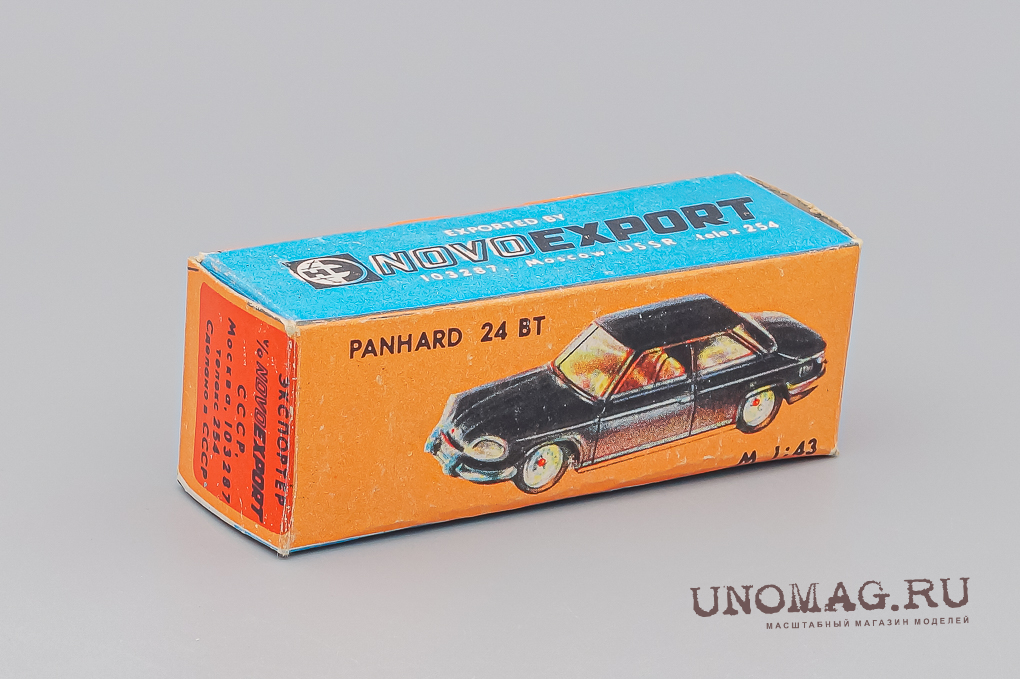 EXPORTED BY
NOVOEXPORT
103287, Moscow, USSR telex 254
PANHARD 24 BT
М 1:43
ЭКСПОРТЕР
V/O NOVOEXPORT
СССР
Москва, 103287
телекс 254
Сделано в СССР
UNOMAG.RU
МАСШТАБНЫЙ МАГАЗИН МОДЕЛЕЙ